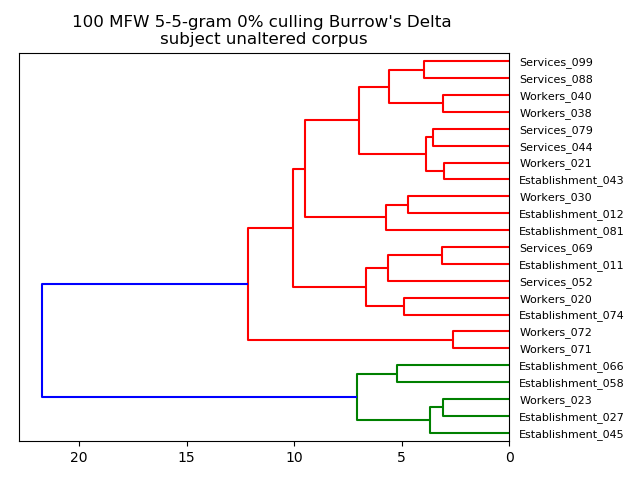 100 MFW 5-5-gram 0% culling Burrow's Delta
subject unaltered corpus
Services_099
Services_088
Workers_040
Workers_038
Services_079
Services_044
Workers_021
Establishment_043
Workers_030
Establishment_012
Establishment_081
Services_069
Establishment_011
Services_052
Workers_020
Establishment_074
Workers_072
Workers_071
Establishment_066
Establishment_058
Workers_023
Establishment_027
Establishment_045
20 15 10 5 0